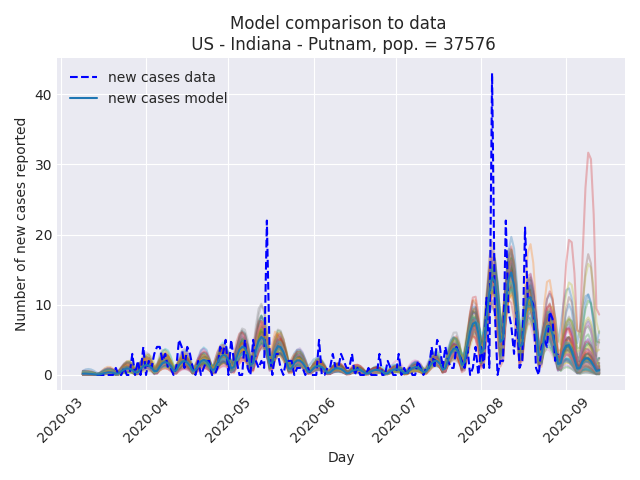 Model comparison to data
US - Indiana - Putnam, pop. = 37576
new cases data
new cases model
Number of new cases reported
40
30
20
10
0
2020-03
2020-04
2020-05
2020-06
2020-07
2020-08
2020-09
Day